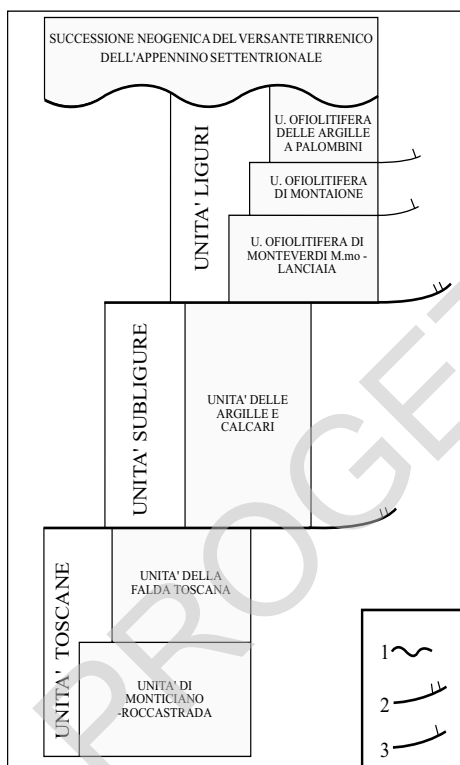 SUCCESSIONE NEOGENICA DEL VERSANTE TIRRENICO
DELL'APPENNINO SETTENTRIONALE
UNITA' LIGURI
U. OFIOLITIFERA
DELLE ARGILLE
A PALOMBINI
U. OFIOLITIFERA
DI MONTAIONE
U. OFIOLITIFERA DI
MONTEVERDI M.mo -
LANCIAIA
UNITA' SUBLIGURE
UNITA' DELLE
ARGILLE E
CALCARI
UNITA' TOSCANE
UNITA' DELLA
FALDA TOSCANA
UNITA' DI
MONTICIANO
-ROCCASTRADA
1
2
3
PROGET